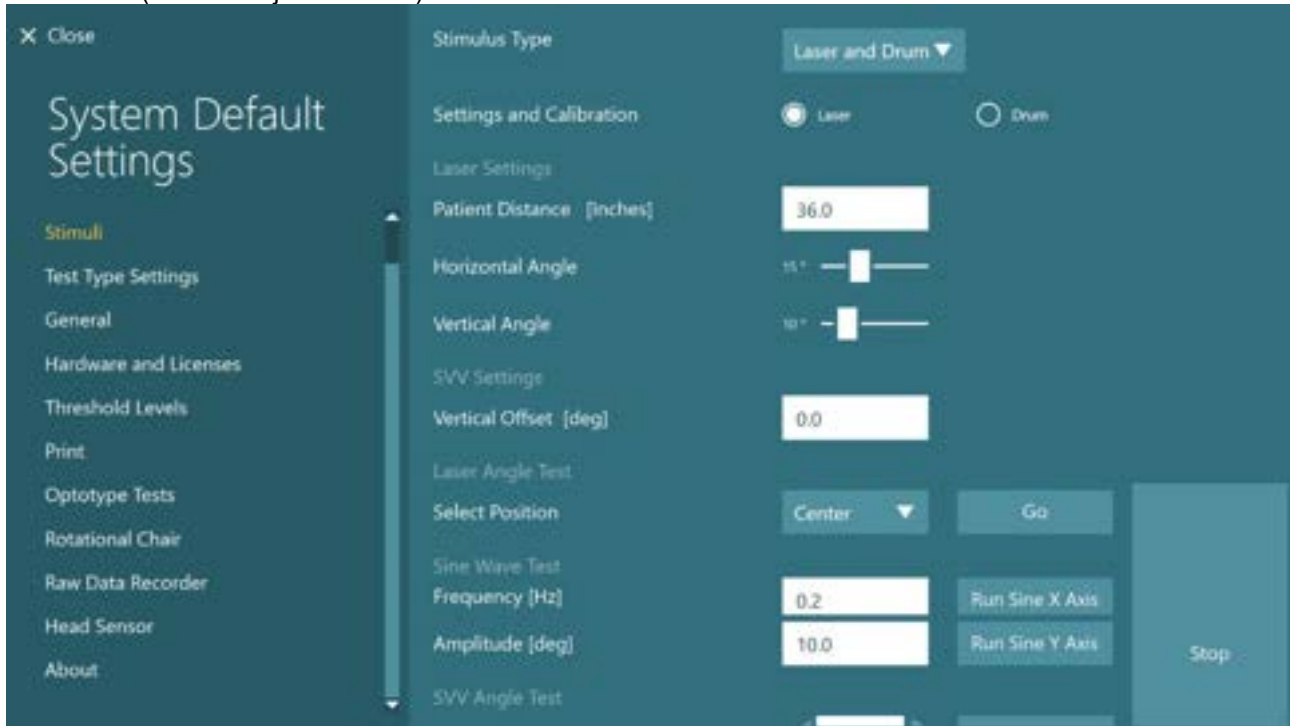 X Close
System Default
Settings
Stimuli
Test Type Settings
General
Hardware and Licenses
Threshold Levels
Print
Optotype Tests
Rotational Chair
Raw Data Recorder
Head Sensor
About
Stimulus Type
Laser and Drum
Settings and Calibration
Laser
Drum
Laser Settings
Patient Distance [inches]
36.0
Horizontal Angle
15°
Vertical Angle
10°
SVV Settings
Vertical Offset [deg]
0.0
Laser Angle Test
Select Position
Center
Go
Sine Wave Test
Frequency [Hz]
0.2
Run Sine X Axis
Amplitude [deg]
10.0
Run Sine Y Axis
Stop
SVV Angle Test